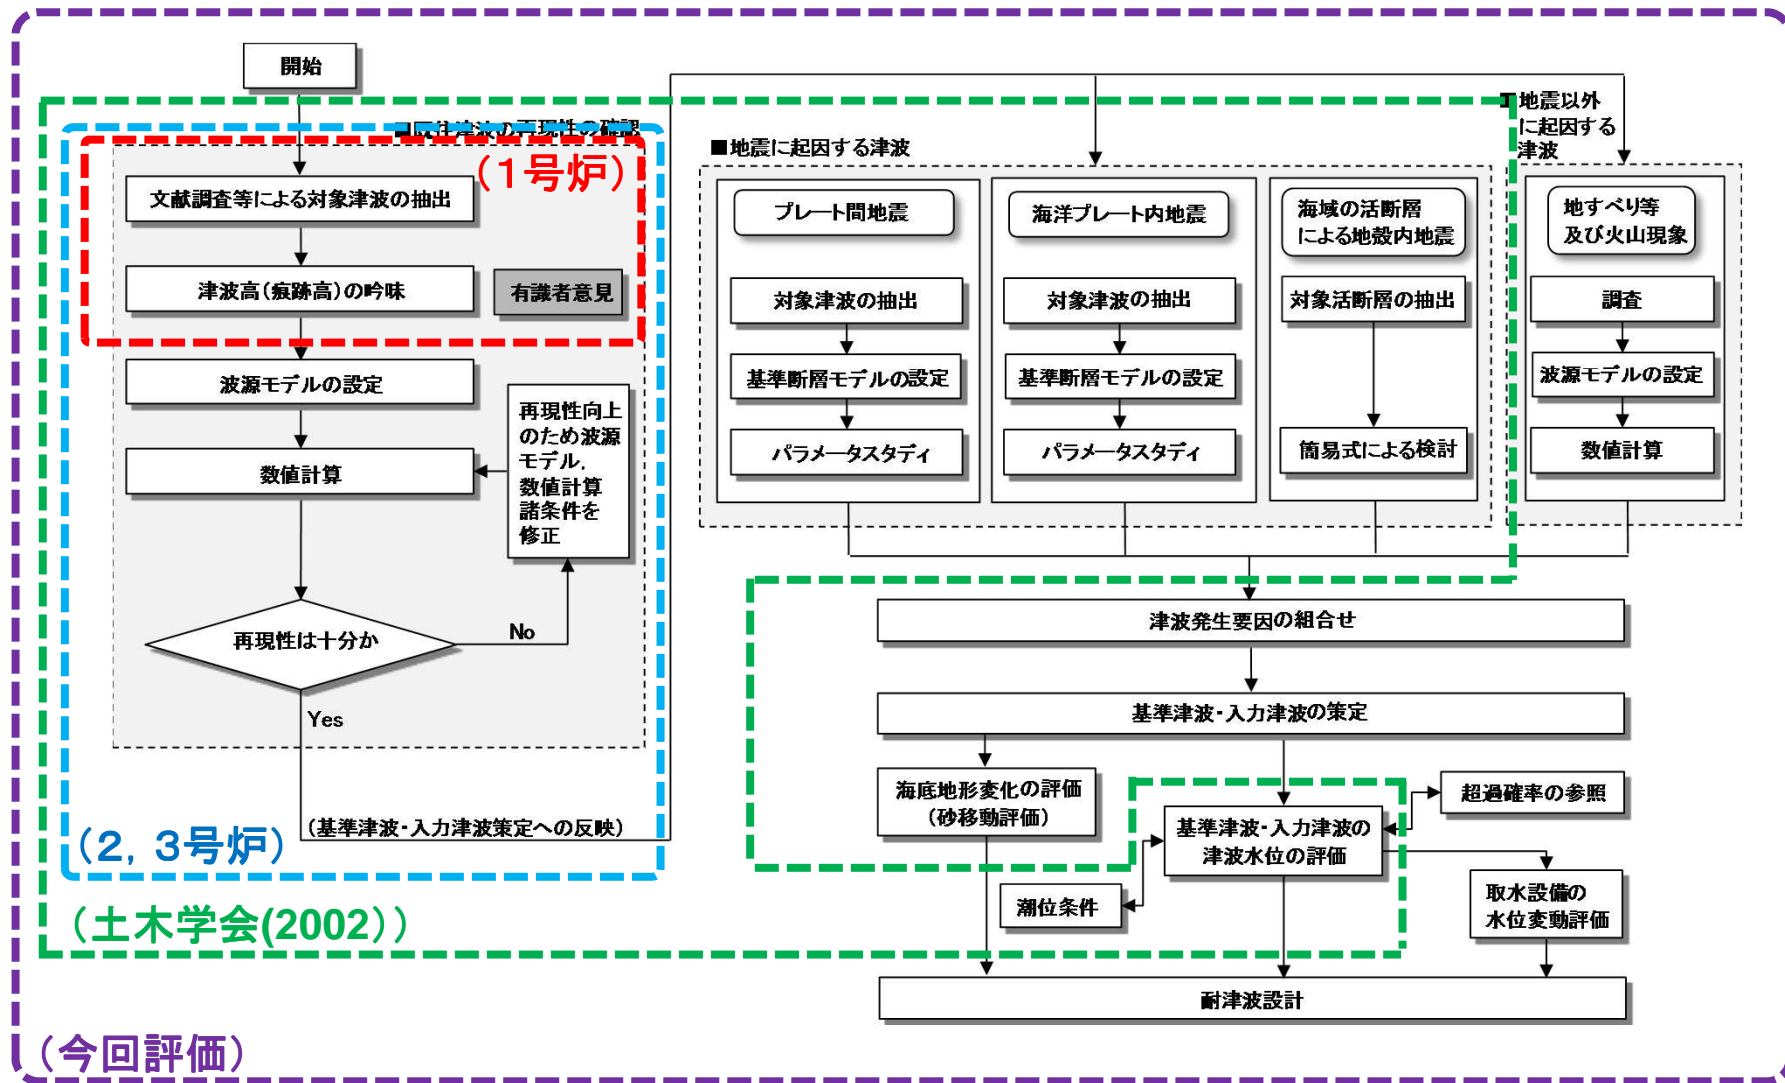 開始
■既往津波の再現性の確認
(1号炉)
文献調査等による対象津波の抽出
津波高(痕跡高)の吟味
有識者意見
波源モデルの設定
数値計算
再現性向上
のため波源
モデル,
数値計算
諸条件を
修正
再現性は十分か
No
Yes
(基準津波・入力津波策定への反映)
(2,3号炉)
(土木学会(2002))
(今回評価)
■地震に起因する津波
プレート間地震
対象津波の抽出
基準断層モデルの設定
パラメータスタディ
海洋プレート内地震
対象津波の抽出
基準断層モデルの設定
パラメータスタディ
海域の活断層
による地殻内地震
対象活断層の抽出
簡易式による検討
■地震以外
に起因する
津波
地すべり等
及び火山現象
調査
波源モデルの設定
数値計算
津波発生要因の組合せ
基準津波・入力津波の策定
海底地形変化の評価
(砂移動評価)
基準津波・入力津波の
津波水位の評価
超過確率の参照
潮位条件
取水設備の
水位変動評価
耐津波設計